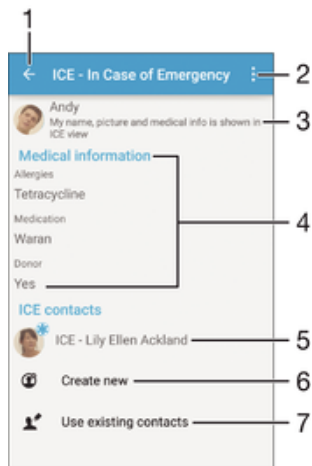 1
ICE - In Case of Emergency
2
Andy
My name, picture and medical info is shown in
ICE view
3
Medical information
Allergies
Tetracycline
Medication
Waran
4
Donor
Yes
ICE contacts
ICE - Lily Ellen Ackland
5
Create new
6
Use existing contacts
7